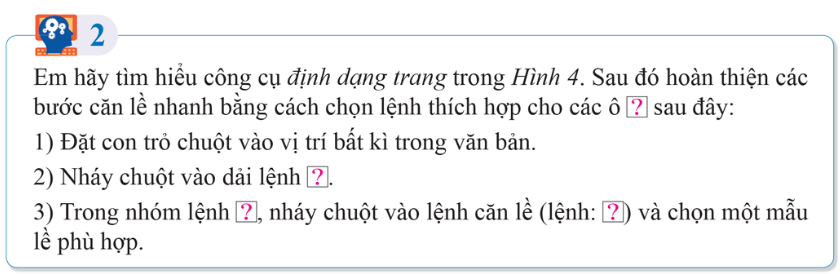 2
Em hãy tìm hiểu công cụ định dạng trang trong Hình 4. Sau đó hoàn thiện các
bước căn lề nhanh bằng cách chọn lệnh thích hợp cho các ô ? sau đây:
1) Đặt con trỏ chuột vào vị trí bất kì trong văn bản.
2) Nháy chuột vào dải lệnh ?.
3) Trong nhóm lệnh ?, nháy chuột vào lệnh căn lề (lệnh: ?) và chọn một mẫu
lề phù hợp.